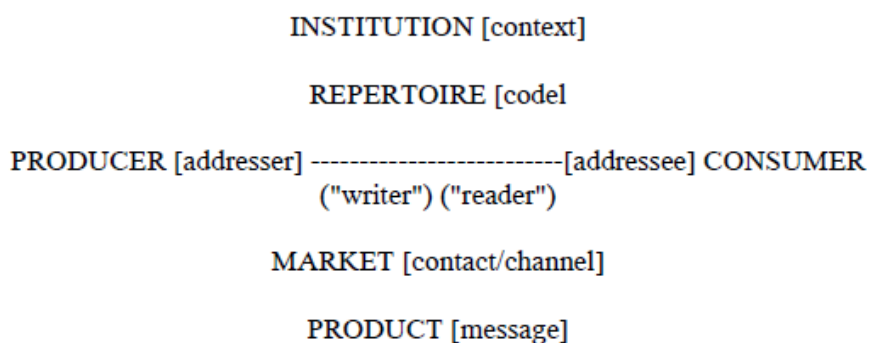 INSTITUTION [context]
REPERTOIRE [codel
PRODUCER [addresser] --------------------------[addressee] CONSUMER
("writer") ("reader")
MARKET [contact/channel]
PRODUCT [message]